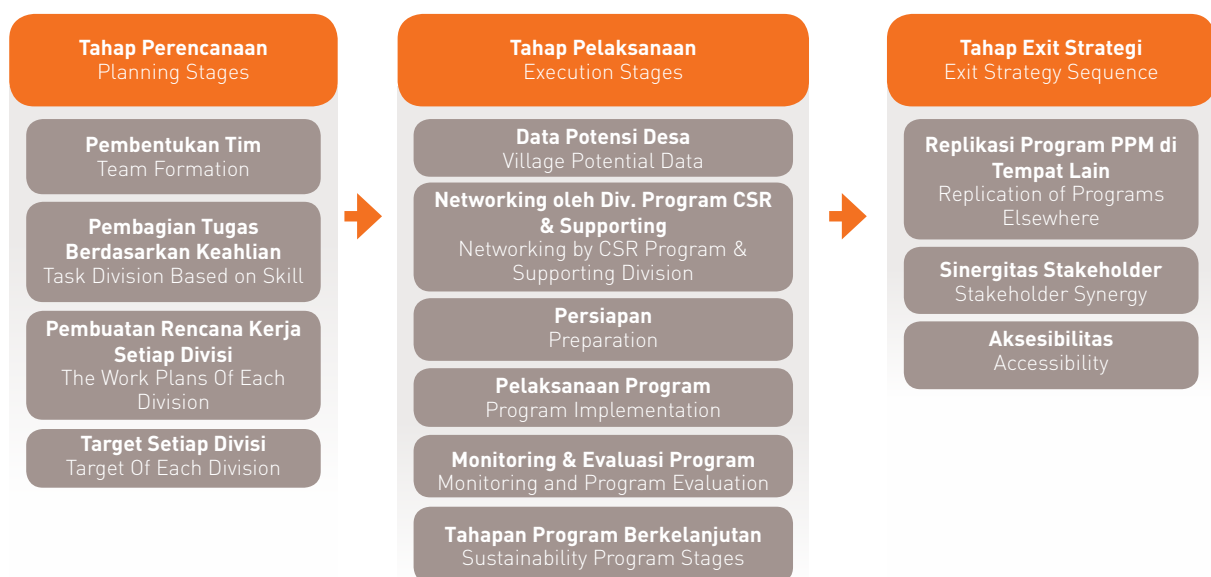 Tahap Perencanaan
Planning Stages
Pembentukan Tim
Team Formation
Pembagian Tugas
Berdasarkan Keahlian
Task Division Based on Skill
Pembuatan Rencana Kerja
Setiap Divisi
The Work Plans Of Each
Division
Target Setiap Divisi
Target Of Each Division
Tahap Pelaksanaan
Execution Stages
Data Potensi Desa
Village Potential Data
Networking oleh Div. Program CSR
& Supporting
Networking by CSR Program &
Supporting Division
Persiapan
Preparation
Pelaksanaan Program
Program Implementation
Monitoring & Evaluasi Program
Monitoring and Program Evaluation
Tahapan Program Berkelanjutan
Sustainability Program Stages
Tahap Exit Strategi
Exit Strategy Sequence
Replikasi Program PPM di
Tempat Lain
Replication of Programs
Elsewhere
Sinergitas Stakeholder
Stakeholder Synergy
Aksesibilitas
Accessibility